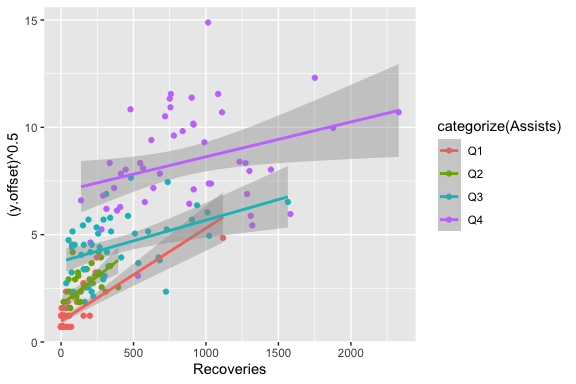 15
10
5
0
(y.offset)^0.5
0
500
1000
1500
2000
Recoveries
categorize(Assists)
Q1
Q2
Q3
Q4